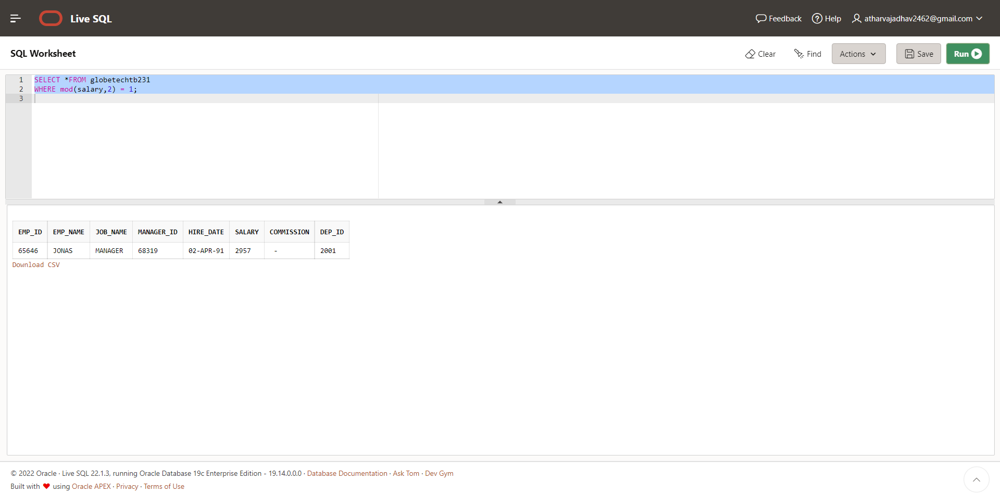 Live SQL
Feedback Help atharvajadhav2462@gmail.com
SQL Worksheet
Clear Find Actions Save Run
1 SELECT *FROM globetechtb231
2 WHERE mod(salary,2) = 1;
3
EMP_ID EMP_NAME JOB_NAME MANAGER_ID HIRE_DATE SALARY COMMISSION DEP_ID
65646 JONAS MANAGER 68319 02-APR-91 2957 - 2001
Download CSV
© 2022 Oracle · Live SQL 22.1.3, running Oracle Database 19c Enterprise Edition - 19.14.0.0.0 · Database Documentation · Ask Tom · Dev Gym
Built with ♥ using Oracle APEX · Privacy · Terms of Use